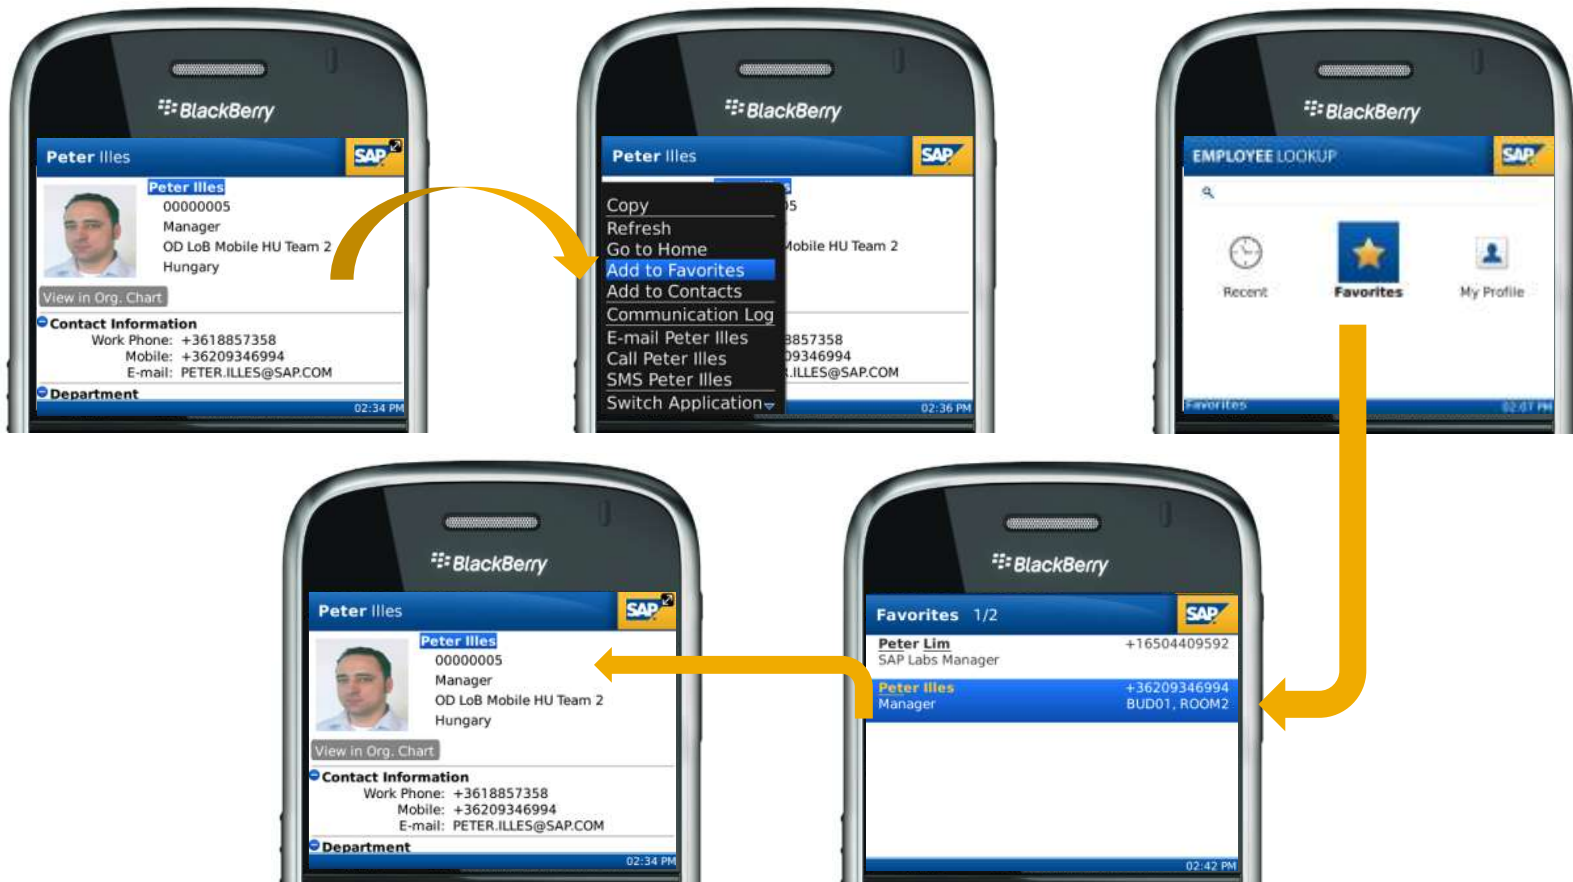 BlackBerry
Peter Illes
SAP
Peter Illes
00000005
Manager
OD LoB Mobile HU Team 2
Hungary
View in Org. Chart
Contact Information
Work Phone: +3618857358
Mobile: +36209346994
E-mail: PETER.ILLES@SAP.COM
Department
02:34 PM
BlackBerry
Peter Illes
SAP
Copy
Refresh
Go to Home
Add to Favorites
Add to Contacts
Communication Log
E-mail Peter Illes
Call Peter Illes
SMS Peter Illes
Switch Application
5
Mobile HU Team 2
8857358
09346994
.ILLES@SAP.COM
02:36 PM
BlackBerry
EMPLOYEE LOOKUP
SAP
Recent
Favorites
My Profile
Favorites
BlackBerry
Peter Illes
SAP
Peter Illes
00000005
Manager
OD LoB Mobile HU Team 2
Hungary
View in Org. Chart
Contact Information
Work Phone: +3618857358
Mobile: +36209346994
E-mail: PETER.ILLES@SAP.COM
Department
02:34 PM
BlackBerry
Favorites 1/2
SAP
Peter Lim +16504409592
SAP Labs Manager
Peter Illes +36209346994
Manager BUD01, ROOM2
02:42 PM